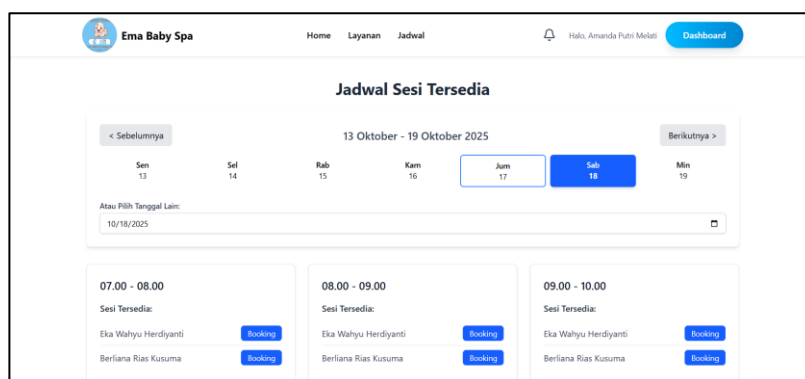 Ema Baby Spa Home Layanan Jadwal Halo, Amanda Putri Melati Dashboard
Jadwal Sesi Tersedia
< Sebelumnya 13 Oktober - 19 Oktober 2025 Berikutnya >
Sen Sel Rab Kam Jum Sab Min
13 14 15 16 17 18 19
Atau Pilih Tanggal Lain:
10/18/2025
07.00 - 08.00 08.00 - 09.00 09.00 - 10.00
Sesi Tersedia: Sesi Tersedia: Sesi Tersedia:
Eka Wahyu Herdiyanti Booking Eka Wahyu Herdiyanti Booking Eka Wahyu Herdiyanti Booking
Berliana Rias Kusuma Booking Berliana Rias Kusuma Booking Berliana Rias Kusuma Booking